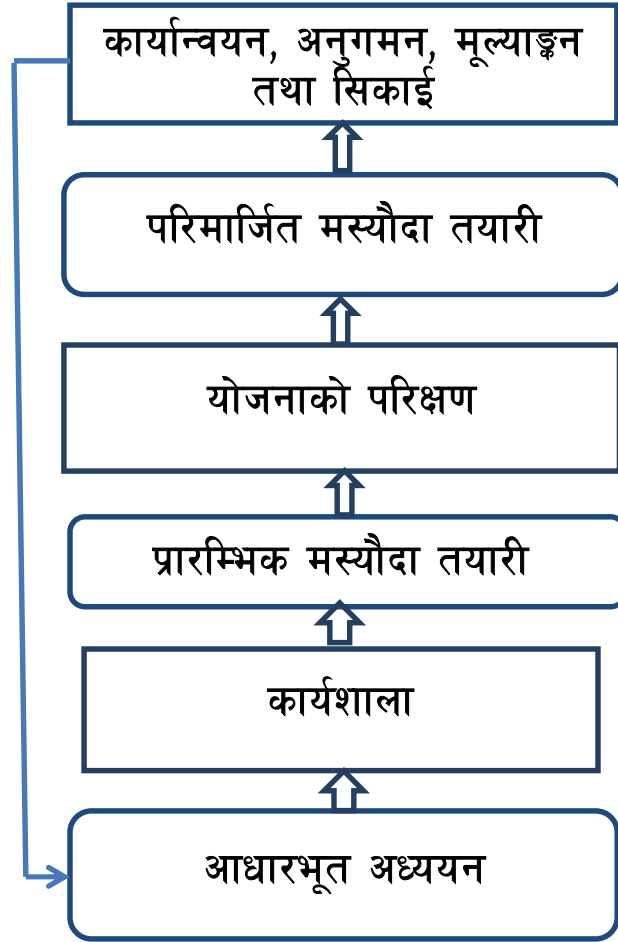 कार्यान्वयन, अनुगमन, मूल्याङ्कन
तथा सिकाई
परिमार्जित मस्यौदा तयारी
योजनाको परिक्षण
प्रारम्भिक मस्यौदा तयारी
कार्यशाला
आधारभूत अध्ययन